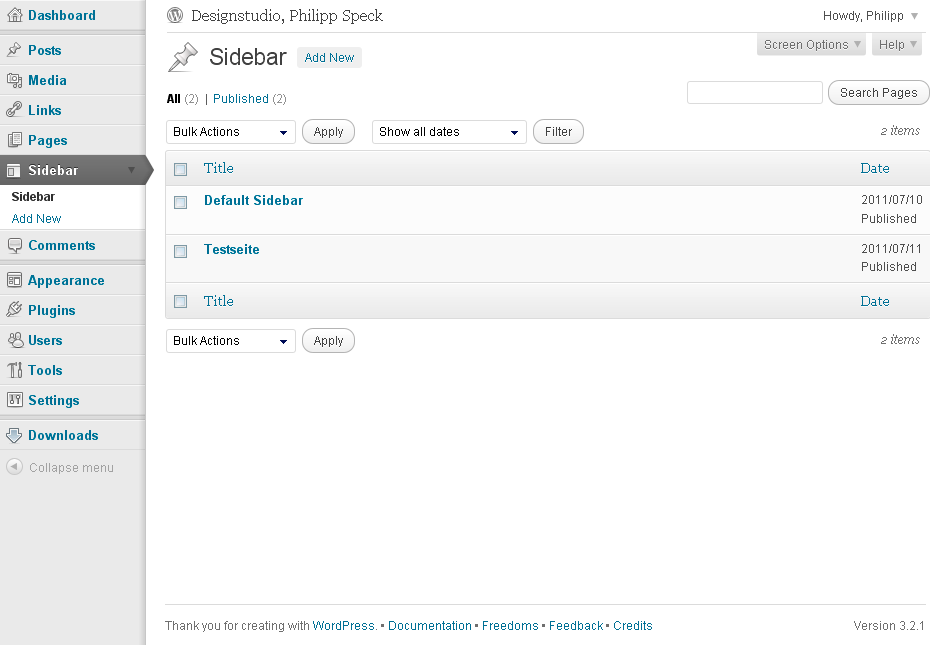 Dashboard
Posts
Media
Links
Pages
Sidebar
Sidebar
Add New
Comments
Appearance
Plugins
Users
Tools
Settings
Downloads
Collapse menu
Designstudio, Philipp Speck
Howdy, Philipp
Screen Options
Help
Sidebar Add New
All (2) | Published (2)
Search Pages
Bulk Actions Apply Show all dates Filter 2 items
Title Date
Default Sidebar 2011/07/10
Published
Testseite 2011/07/11
Published
Title Date
Bulk Actions Apply 2 items
Thank you for creating with WordPress. • Documentation • Freedoms • Feedback • Credits Version 3.2.1